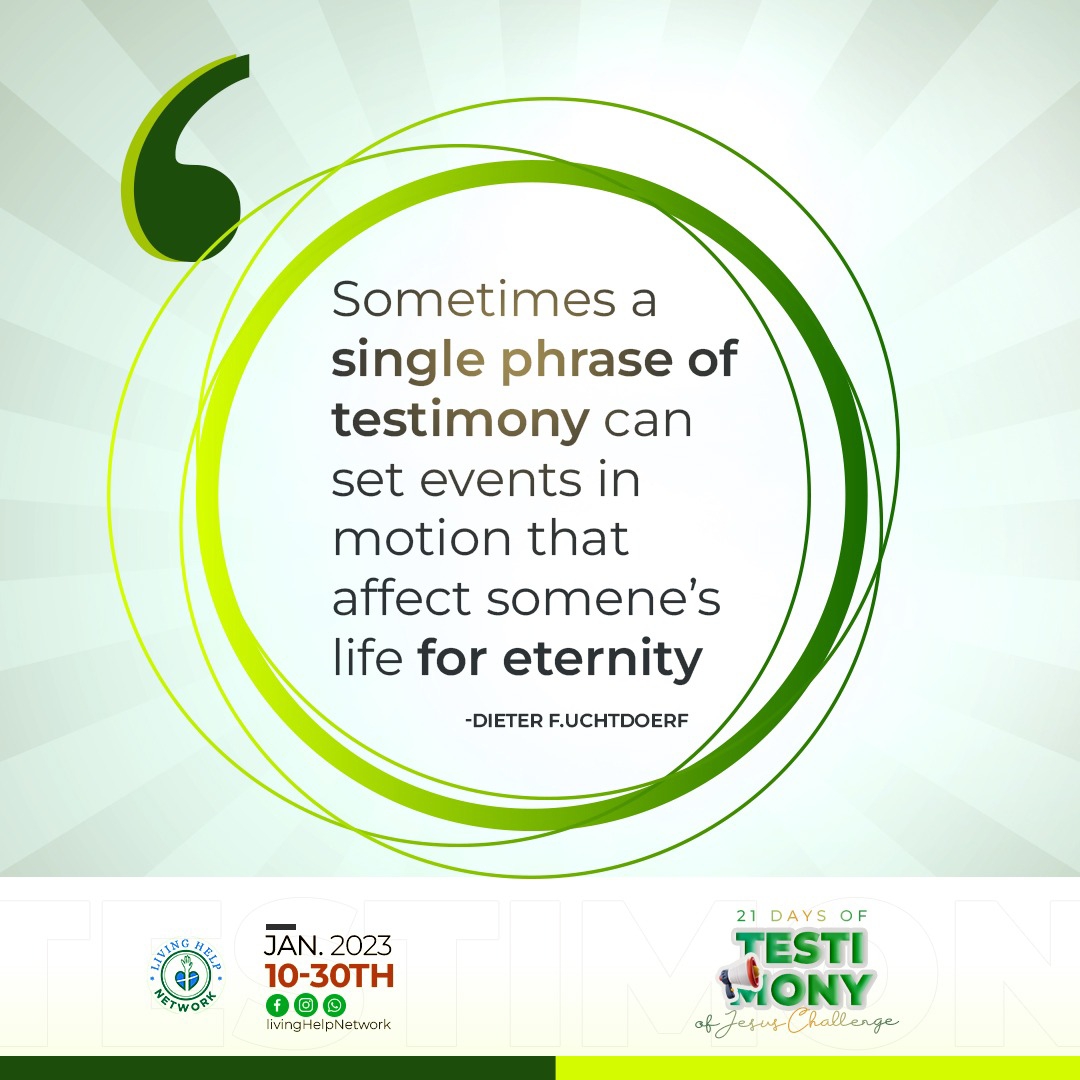 Sometimes a
single phrase of
testimony can
set events in
motion that
affect somene’s
life for eternity
-DIETER F.UCHTDOERF
LIVING HELP
NETWORK
JAN. 2023
10-30TH
livingHelpNetwork
21 DAYS OF
TESTI
MONY
of Jesus Challenge
TESTIMON